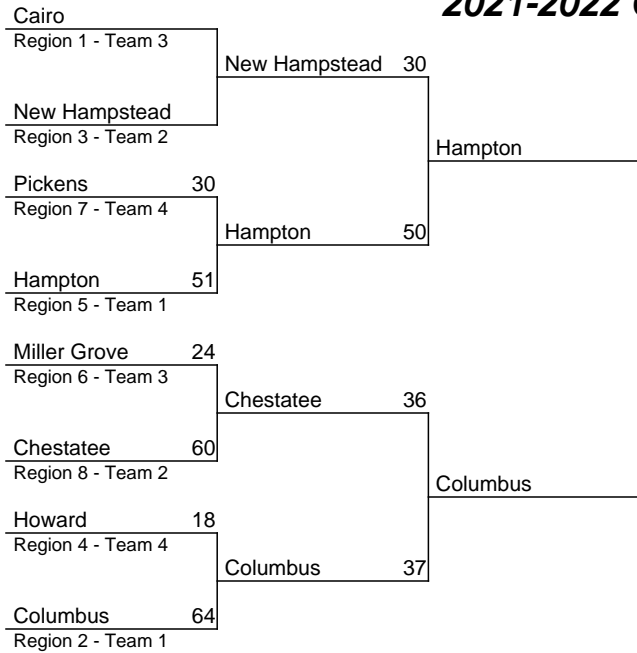 2021-2022
Cairo
Region 1 - Team 3
New Hampstead 30
New Hampstead
Region 3 - Team 2
Hampton
Pickens 30
Region 7 - Team 4
Hampton 50
Hampton 51
Region 5 - Team 1
Miller Grove 24
Region 6 - Team 3
Chestatee 36
Chestatee 60
Region 8 - Team 2
Columbus
Howard 18
Region 4 - Team 4
Columbus 37
Columbus 64
Region 2 - Team 1